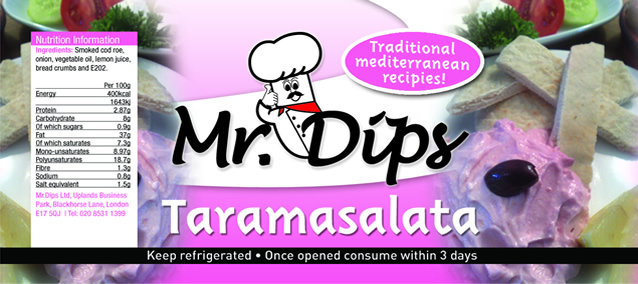 Nutrition Information
Ingredients: Smoked cod roe,
onion, vegetable oil, lemon juice,
bread crumbs and E202.
Per 100g
Energy 400kcal
1643kj
Protein 2.87g
Carbohydrate 8g
Of which sugars 0.9g
Fat 37g
Of which saturates 7.3g
Mono-unsaturates 8.97g
Polyunsaturates 18.7g
Fibre 1.3g
Sodium 0.8g
Salt equivalent 1.5g
Mr.Dips Ltd, Uplands Business
Park, Blackhorse Lane, London
E17 5QJ I Tel: 020 8531 1399
Traditional
mediterranean
recipies!
Mr. Dips
Taramasalata
Keep refrigerated • Once opened consume within 3 days